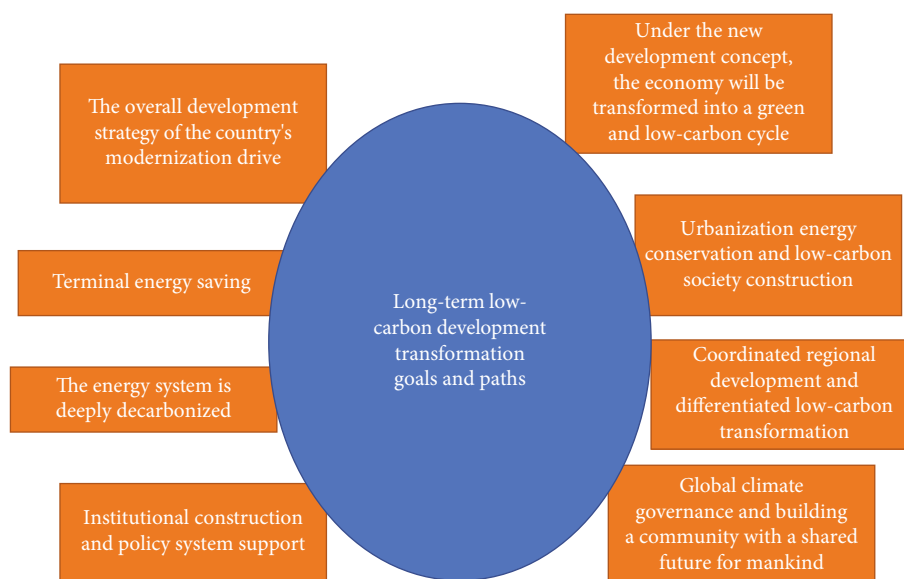 The overall development
strategy of the country's
modernization drive
Terminal energy saving
The energy system is
deeply decarbonized
Institutional construction
and policy system support
Long-term low-
carbon development
transformation
goals and paths
Under the new
development concept,
the economy will be
transformed into a green
and low-carbon cycle
Urbanization energy
conservation and low-carbon
society construction
Coordinated regional
development and
differentiated low-carbon
transformation
Global climate
governance and building
a community with a shared
future for mankind